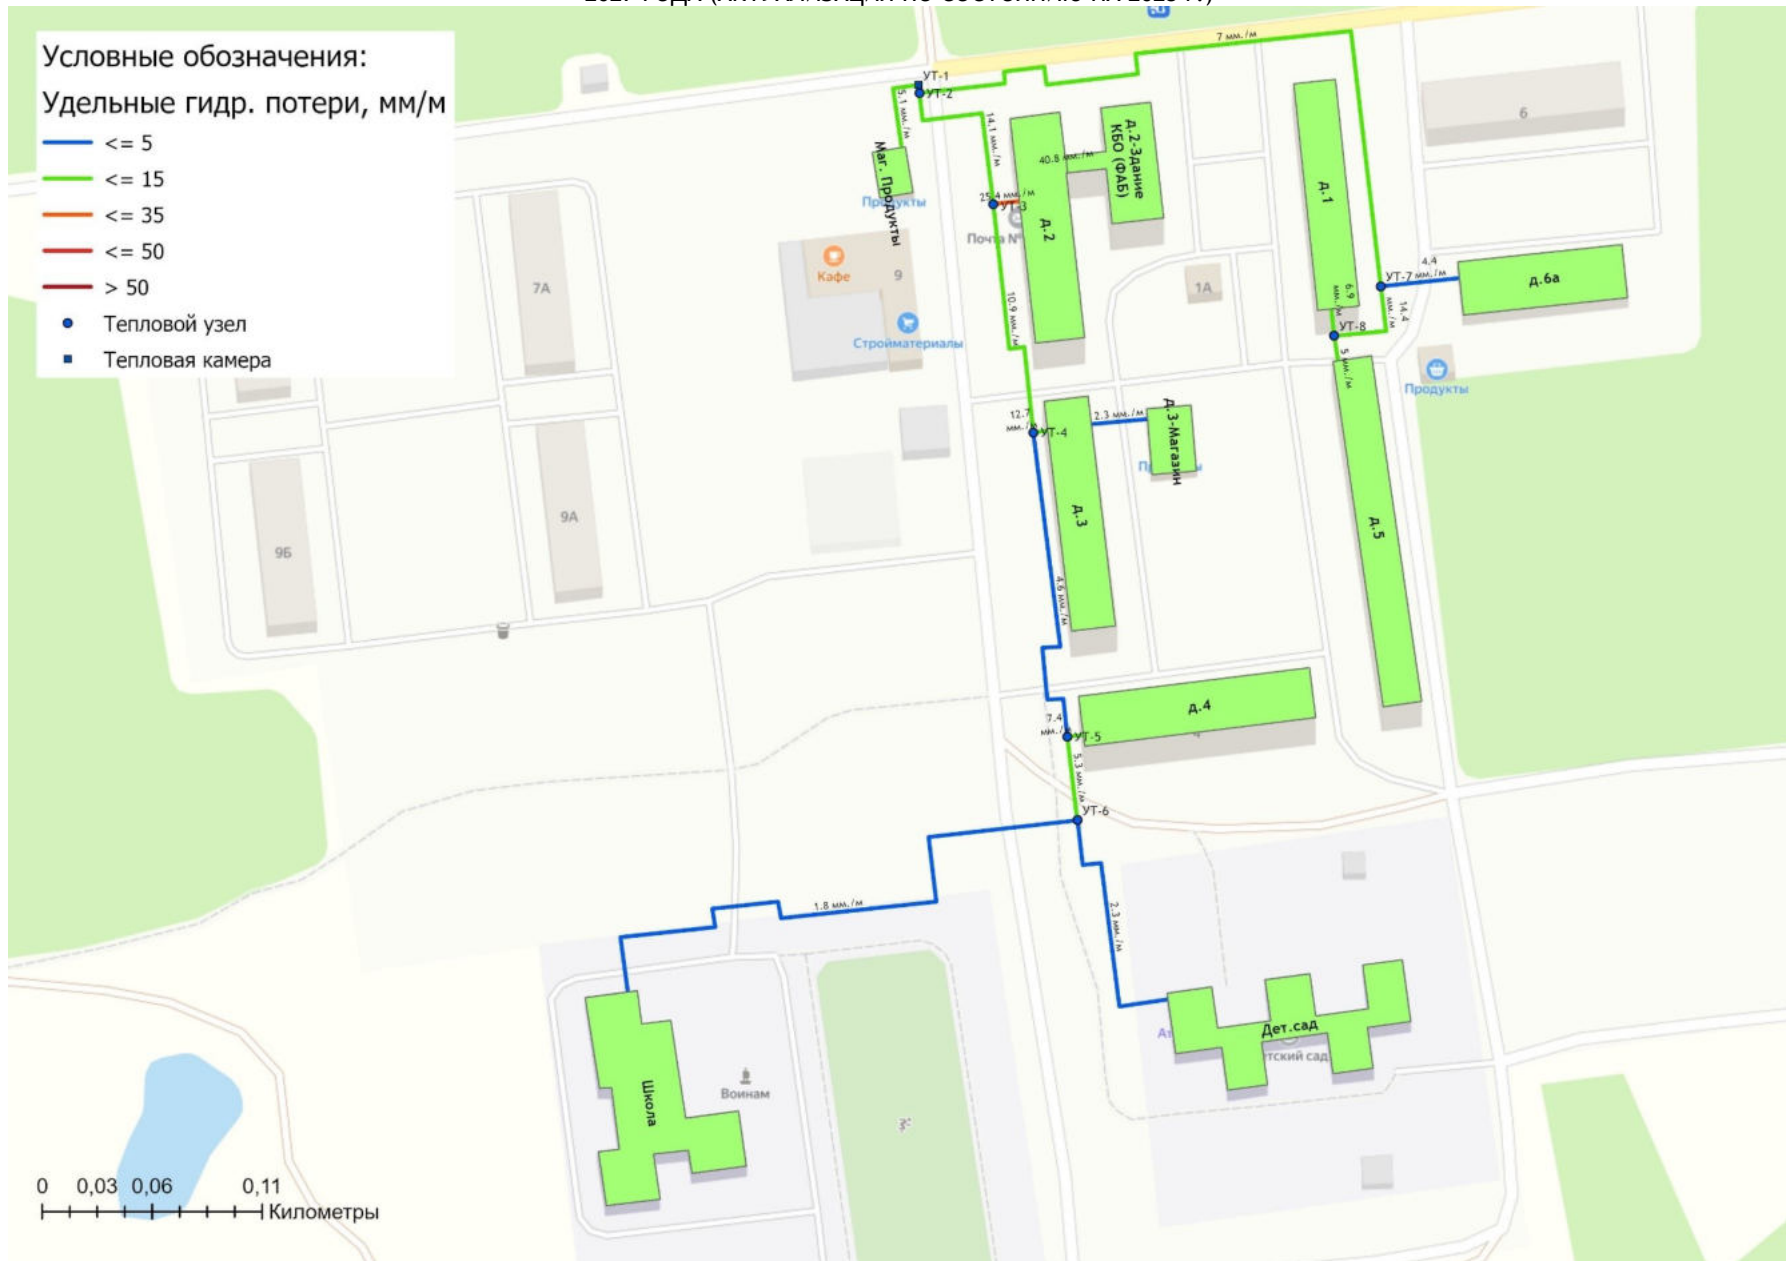 Условные обозначения:
Удельные гидр. потери, мм/м
<= 5
<= 15
<= 35
<= 50
> 50
Тепловой узел
Тепловая камера
7 мм./м
УТ-1
УТ-2
5.1 мм./м
Маг. Продукты
Продукты
14.1 мм./м
40.8 мм./м
д.2-Здание
КБО (ФАБ)
25.4 мм./м
УТ-3
Почта №
д.2
д.1
6
Кафе
9
Стройматериалы
7А
1А
10.9 мм./м
4.4
мм./м
УТ-7
д.6а
6.9
мм./м
14.4
мм./м
УТ-8
5 мм./м
Продукты
12.7
мм./м
УТ-4
2.3 мм./м
д.3-Магазин
д.3
д.5
9А
9Б
4.6 мм./м
д.4
7.4
мм./м
УТ-5
5.3 мм./м
УТ-6
1.8 мм./м
2.3 мм./м
Дет.сад
тский сад
Школа
Воинам
0 0,03 0,06 0,11
Километры